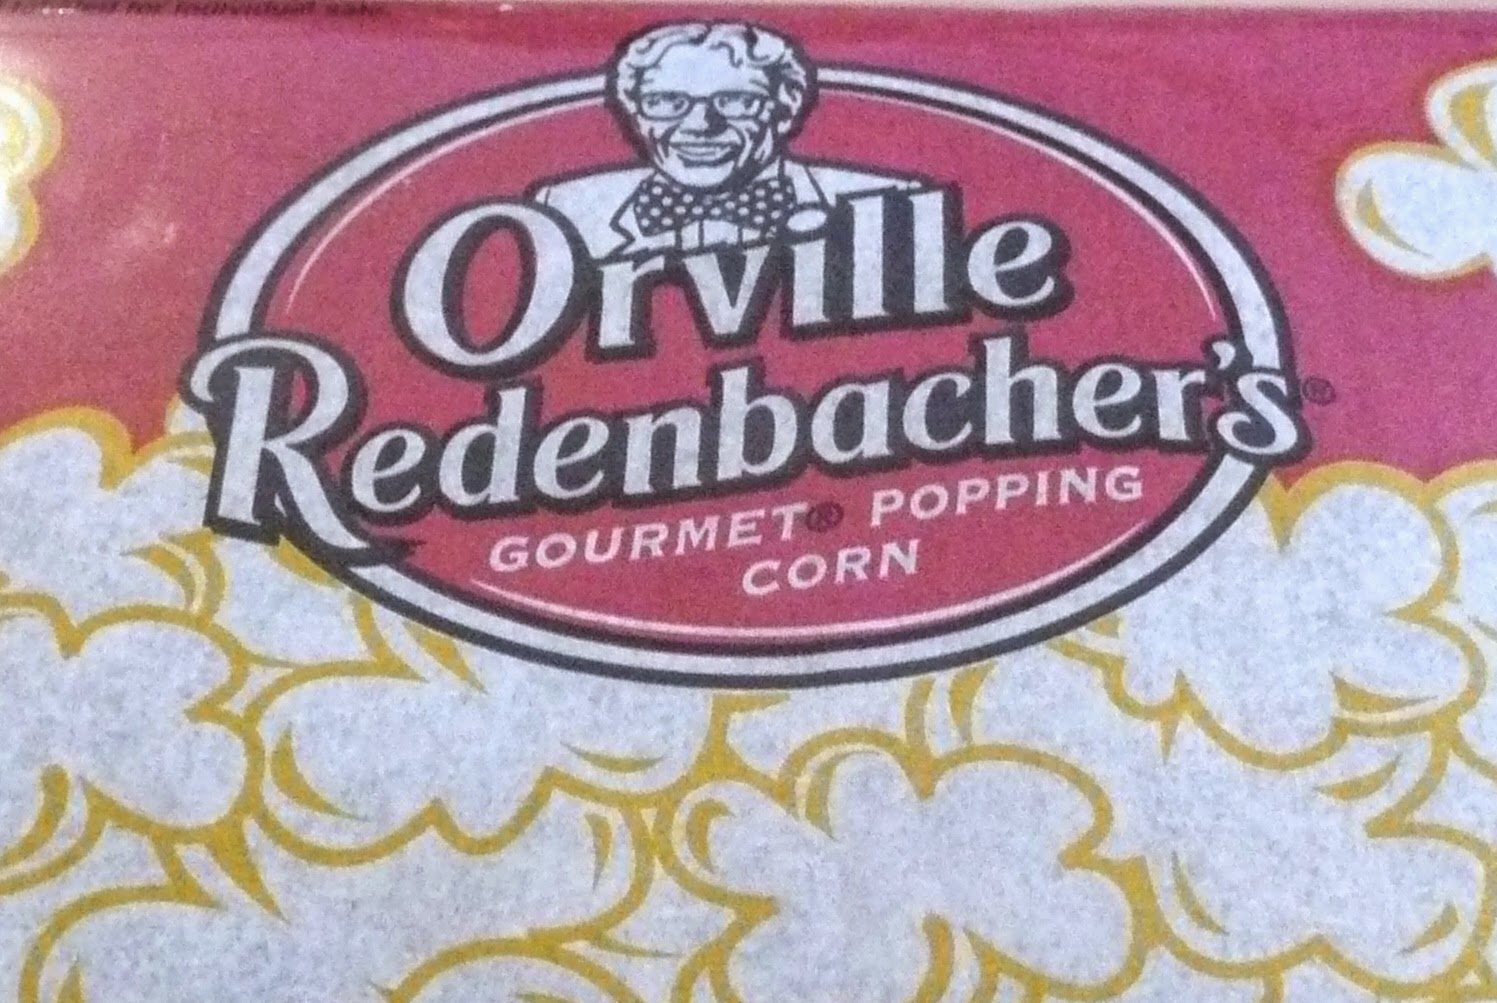 Orville
Redenbacher's®
GOURMET® POPPING
CORN